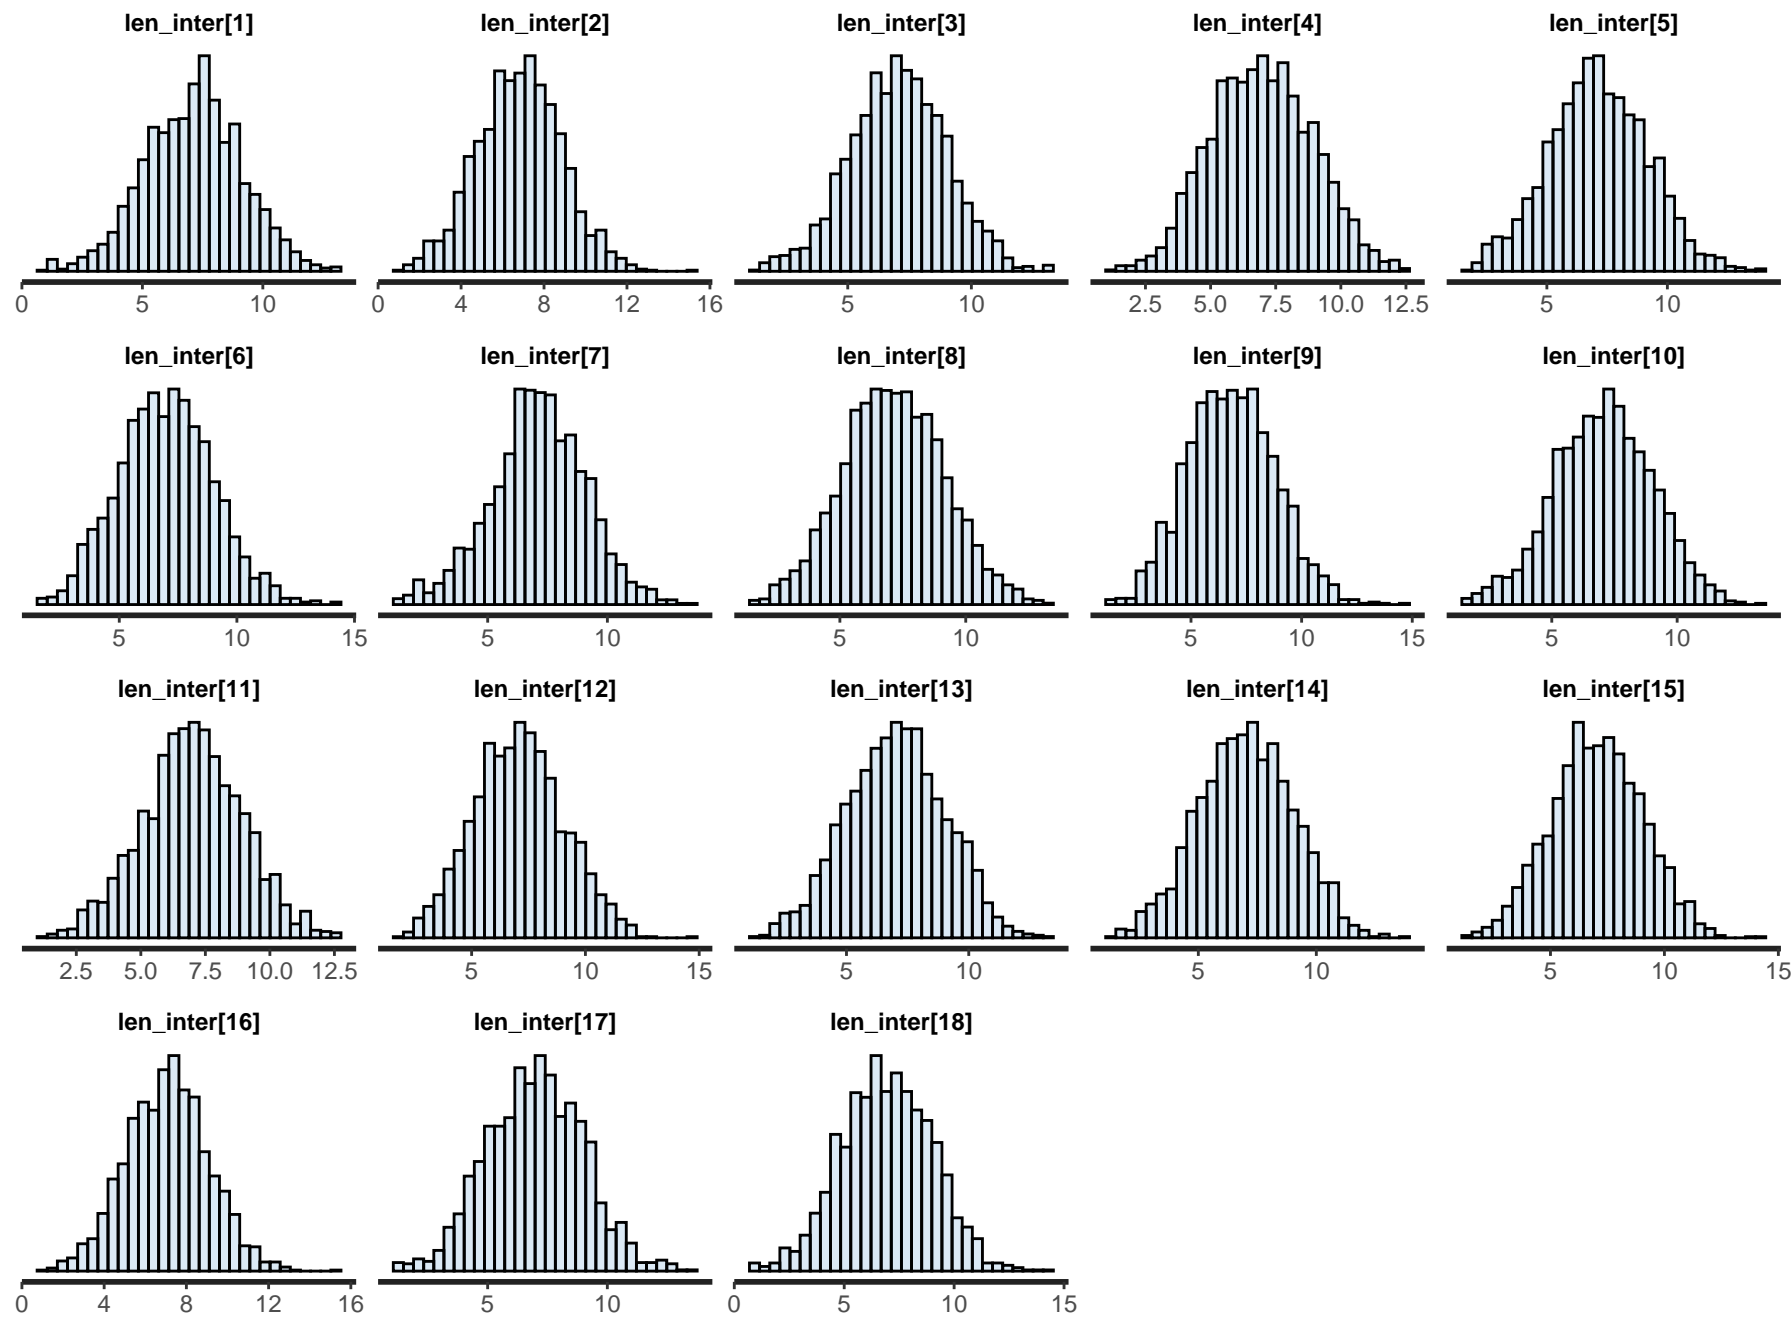 len_inter[1] len_inter[2] len_inter[3] len_inter[4] len_inter[5]
0 5 10 0 4 8 12 16 5 10 2.5 5.0 7.5 10.0 12.5 5 10
len_inter[6] len_inter[7] len_inter[8] len_inter[9] len_inter[10]
5 10 15 5 10 5 10 5 10 15 5 10
len_inter[11] len_inter[12] len_inter[13] len_inter[14] len_inter[15]
2.5 5.0 7.5 10.0 12.5 5 10 15 5 10 5 10 5 10 15
len_inter[16] len_inter[17] len_inter[18]
0 4 8 12 16 5 10 0 5 10 15